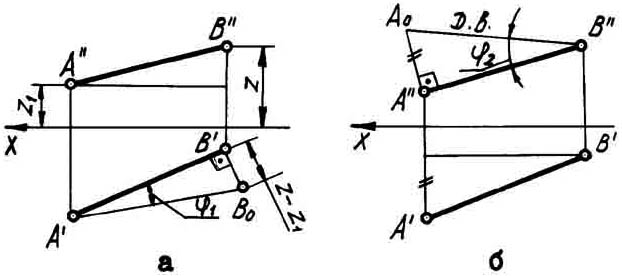 A" B" Z₁ Z X B' A' φ₁ B₀ Z-Z₁
а
A₀ Д.В. B" φ₂ A" X B' A'
б